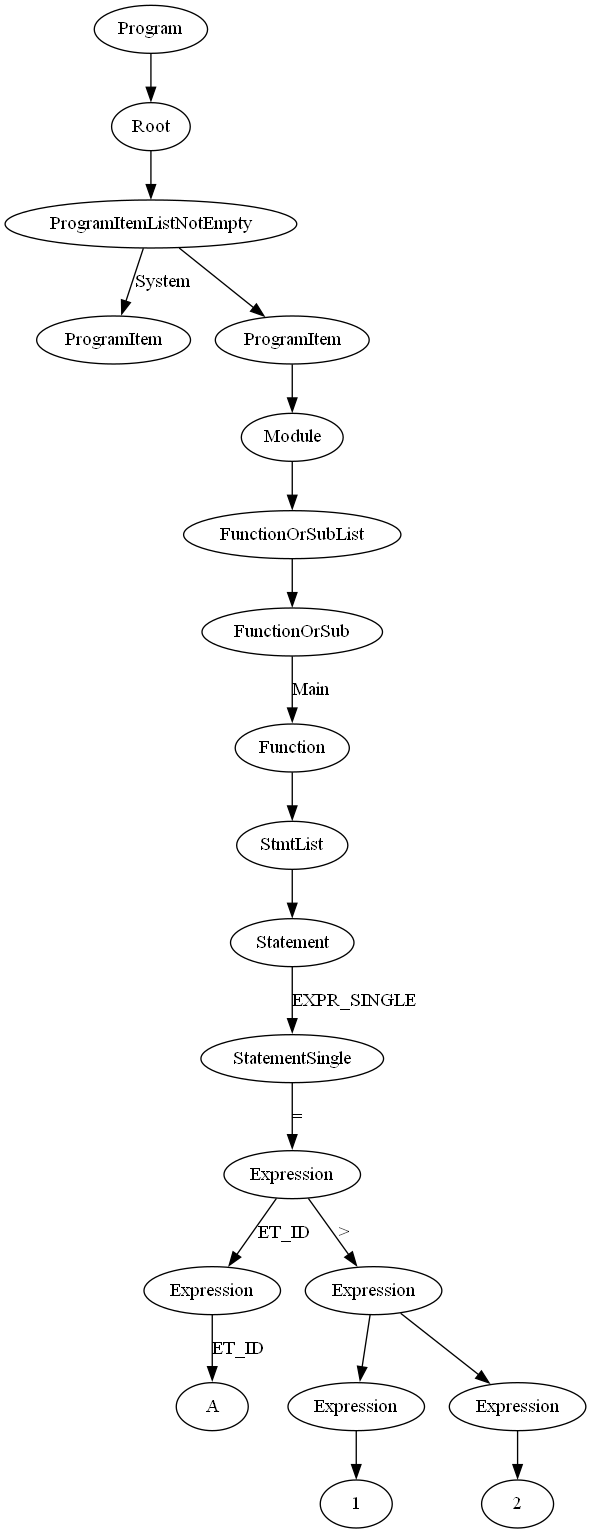 Program
Root
ProgramItemListNotEmpty
System
ProgramItem
ProgramItem
Module
FunctionOrSubList
FunctionOrSub
Main
Function
StmtList
Statement
EXPR_SINGLE
StatementSingle
=
Expression
ET_ID
>
Expression
Expression
ET_ID
A
Expression
Expression
1
2